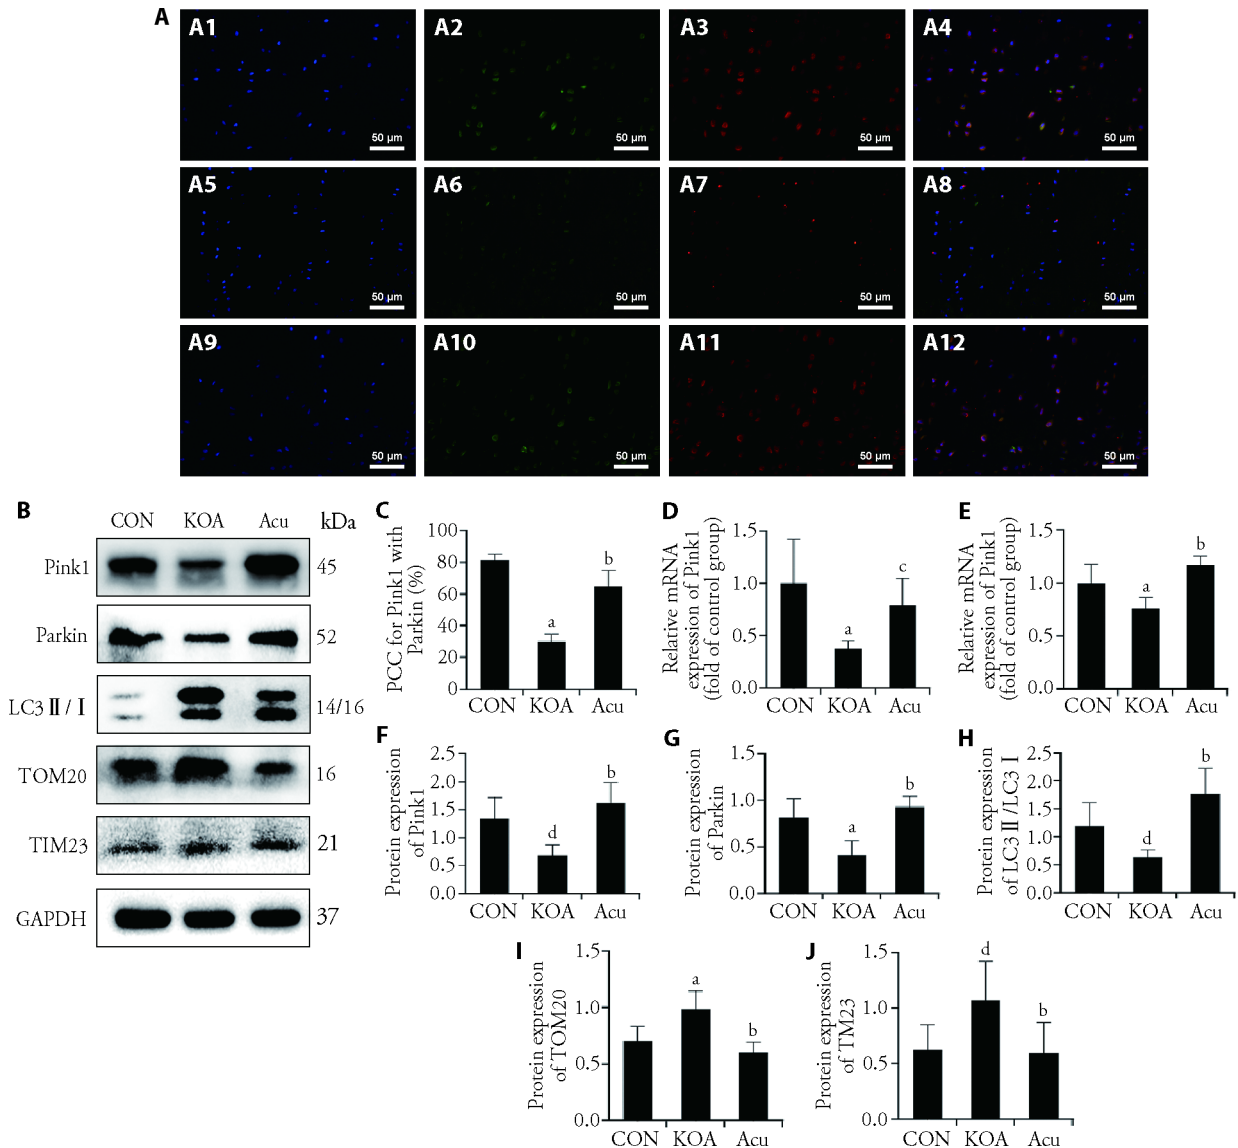 A
A1 A2 A3 A4
50 μm 50 μm 50 μm 50 μm
A5 A6 A7 A8
50 μm 50 μm 50 μm 50 μm
A9 A10 A11 A12
50 μm 50 μm 50 μm 50 μm
B
CON KOA Acu kDa
Pink1 45
Parkin 52
LC3 Ⅱ / Ⅰ 14/16
TOM20 16
TIM23 21
GAPDH 37
C
PCC for Pink1 with
Parkin (%)
100
80
60
40
20
0
a
b
CON KOA Acu
D
Relative mRNA
expression of Pink1
(fold of control group)
1.5
1.0
0.5
0.0
a
c
CON KOA Acu
E
Relative mRNA
expression of Pink1
(fold of control group)
1.5
1.0
0.5
0.0
a
b
CON KOA Acu
F
Protein expression
of Pink1
2.5
2.0
1.5
1.0
0.5
0.0
d
b
CON KOA Acu
G
Protein expression
of Parkin
1.5
1.0
0.5
0.0
a
b
CON KOA Acu
H
Protein expression
of LC3 Ⅱ /LC3 Ⅰ
2.5
2.0
1.5
1.0
0.5
0.0
d
b
CON KOA Acu
I
Protein expression
of TOM20
1.5
1.0
0.5
0.0
a
b
CON KOA Acu
J
Protein expression
of TM23
1.5
1.0
0.5
0.0
d
b
CON KOA Acu